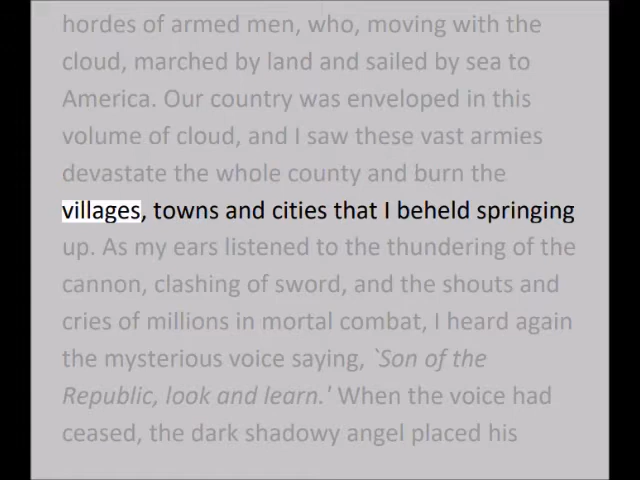 hordes of armed men, who, moving with the
cloud, marched by land and sailed by sea to
America. Our country was enveloped in this
volume of cloud, and I saw these vast armies
devastate the whole county and burn the
villages, towns and cities that I beheld springing
up. As my ears listened to the thundering of the
cannon, clashing of sword, and the shouts and
cries of millions in mortal combat, I heard again
the mysterious voice saying, `Son of the
Republic, look and learn.' When the voice had
ceased, the dark shadowy angel placed his